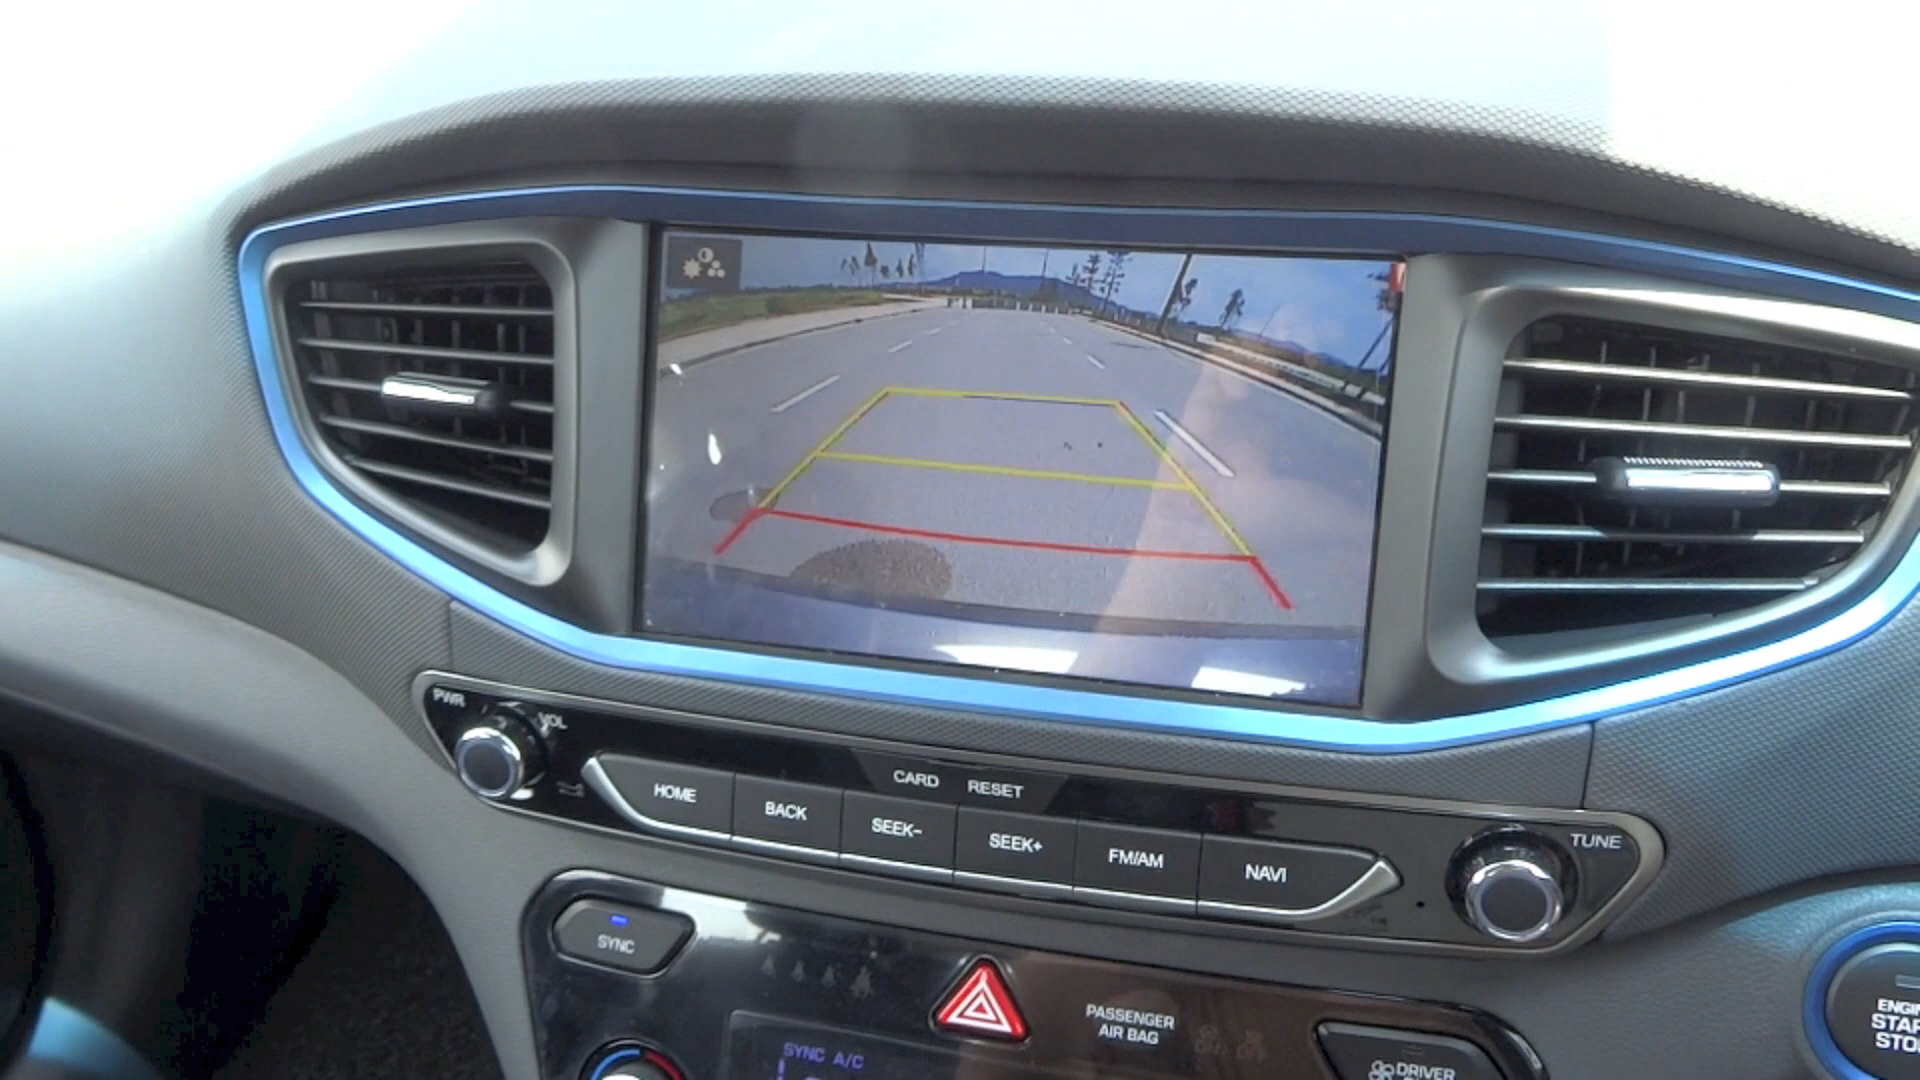 PWR
VOL
CARD RESET
HOME
BACK
SEEK-
SEEK+
FM/AM
NAVI
TUNE
SYNC
PASSENGER
AIR BAG
SYNC A/C
DRIVER